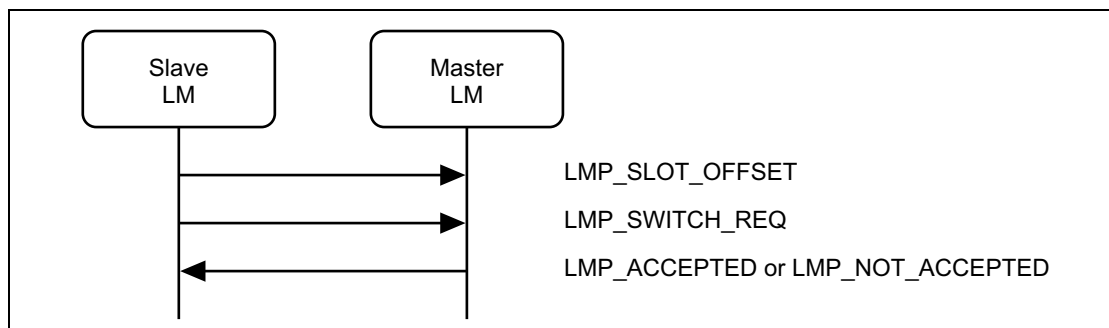 Slave
LM
Master
LM
LMP_SLOT_OFFSET
LMP_SWITCH_REQ
LMP_ACCEPTED or LMP_NOT_ACCEPTED